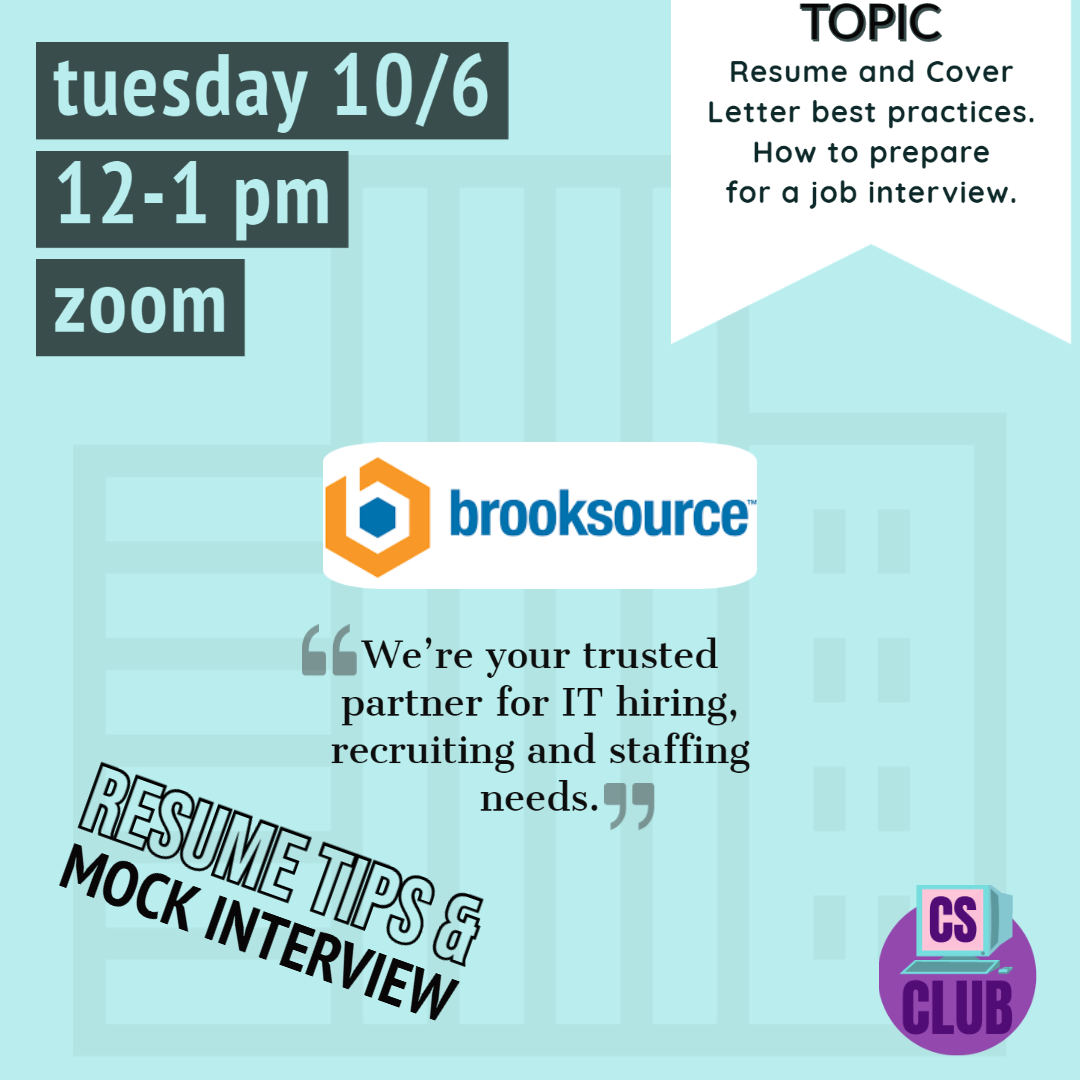 tuesday 10/6
12-1 pm
zoom
TOPIC
Resume and Cover
Letter best practices.
How to prepare
for a job interview.
brooksource™
“We’re your trusted
partner for IT hiring,
recruiting and staffing
needs.”
RESUME TIPS &
MOCK INTERVIEW
CS
CLUB